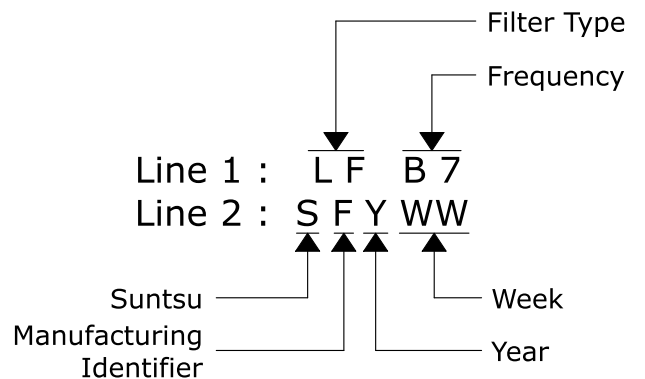 Filter Type
Frequency
Line 1 : L F B 7
Line 2 : S F Y WW
Suntsu
Week
Manufacturing
Identifier
Year